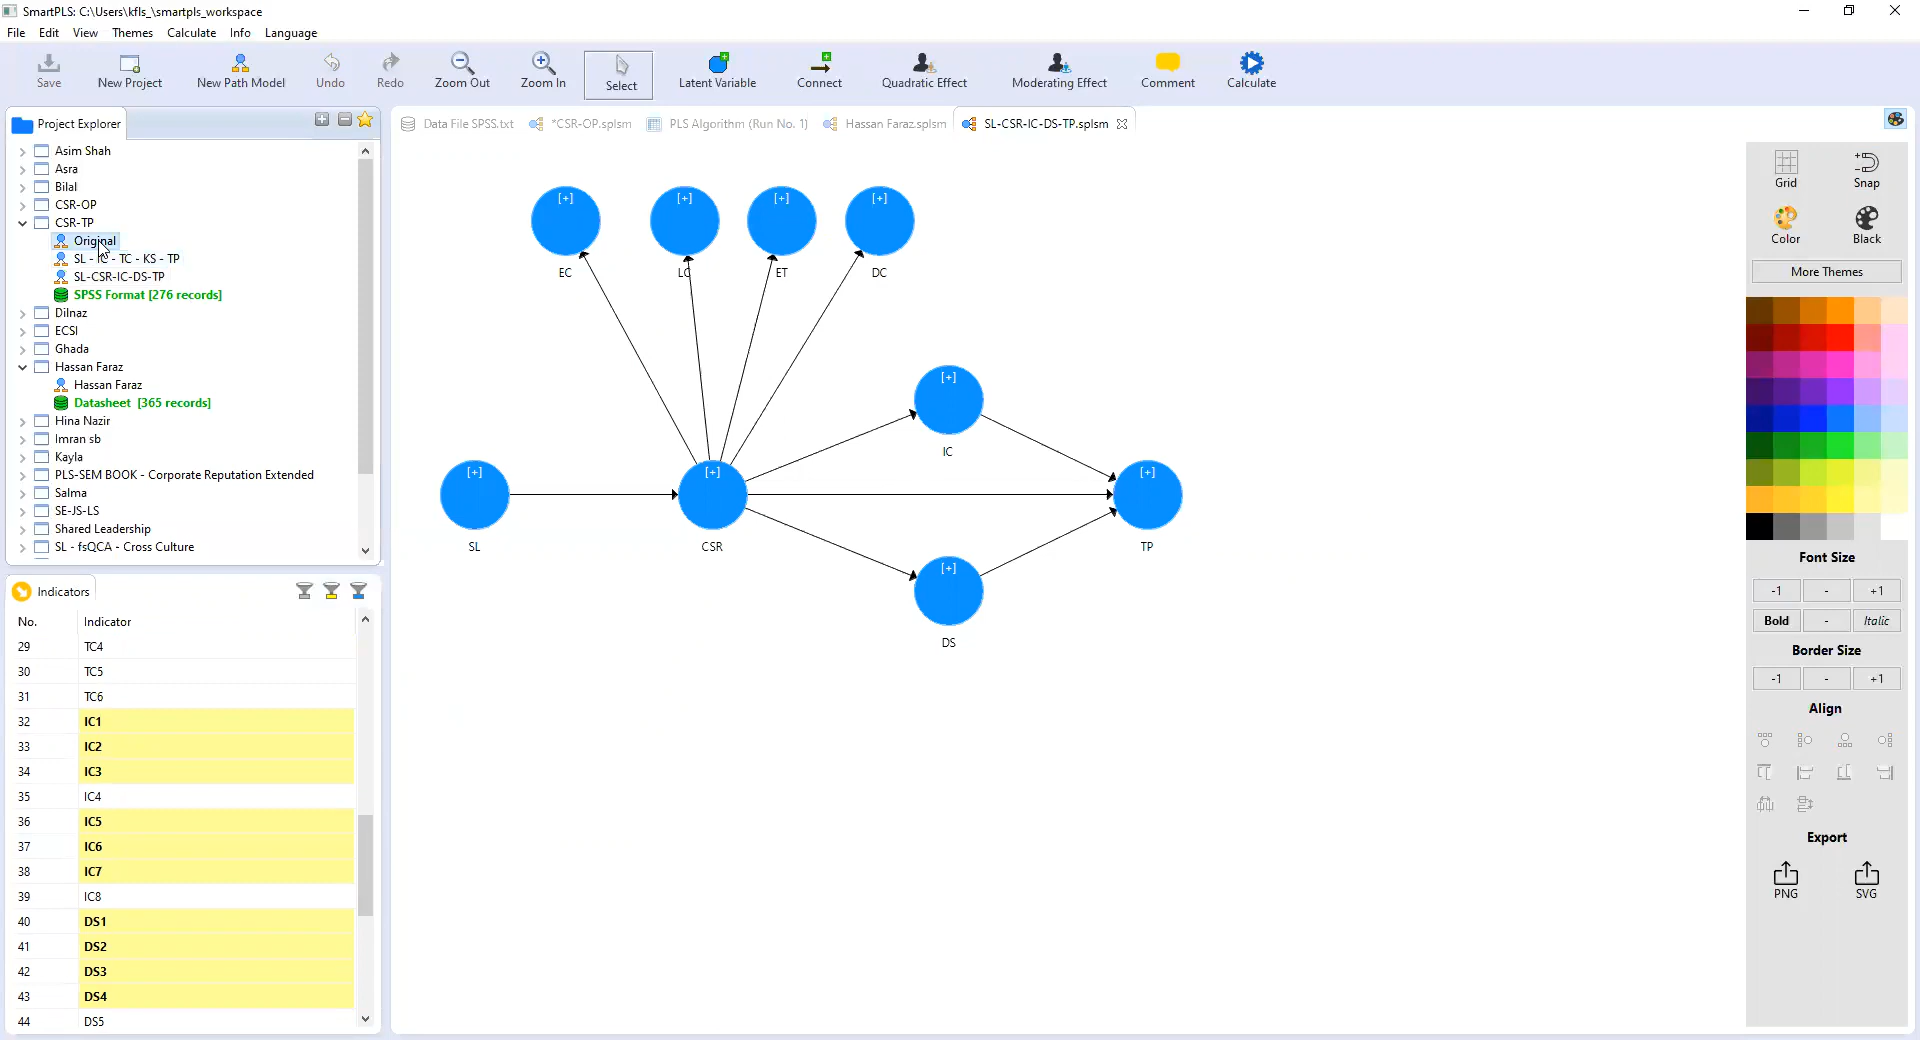 SmartPLS: C:\Users\kfls_\smartpls_workspace
File Edit View Themes Calculate Info Language
Save New Project New Path Model Undo Redo Zoom Out Zoom In Select Latent Variable Connect Quadratic Effect Moderating Effect Comment Calculate
Project Explorer
Asim Shah
Asra
Bilal
CSR-OP
CSR-TP
Original
SL - IC - TC - KS - TP
SL-CSR-IC-DS-TP
SPSS Format [276 records]
Dilnaz
ECSI
Ghada
Hassan Faraz
Hassan Faraz
Datasheet [365 records]
Hina Nazir
Imran sb
Kayla
PLS-SEM BOOK - Corporate Reputation Extended
Salma
SE-JS-LS
Shared Leadership
SL - fsQCA - Cross Culture
Indicators
No. Indicator
29 TC4
30 TC5
31 TC6
32 IC1
33 IC2
34 IC3
35 IC4
36 IC5
37 IC6
38 IC7
39 IC8
40 DS1
41 DS2
42 DS3
43 DS4
44 DS5
Data File SPSS.txt *CSR-OP.splsm PLS Algorithm (Run No. 1) Hassan Faraz.splsm SL-CSR-IC-DS-TP.splsm
[+] [+] [+] [+]
EC LC ET DC
[+]
IC
[+] [+] [+]
SL CSR TP
[+]
DS
Grid Snap
Color Black
More Themes
Font Size
-1 - +1
Bold - Italic
Border Size
-1 - +1
Align
Export
PNG SVG